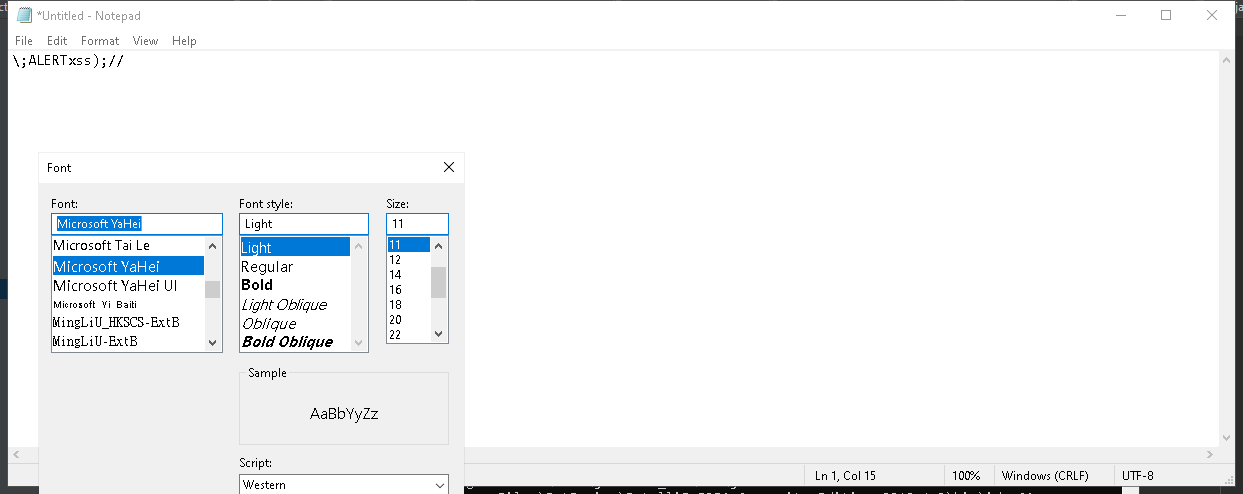 *Untitled - Notepad
File Edit Format View Help
\;ALERTxss);//
Font
Font: Font style: Size:
Microsoft YaHei Light 11
Microsoft Tai Le Light 11
Microsoft YaHei Regular 12
Microsoft YaHei UI Bold 14
Microsoft Yi Baiti Light Oblique 16
MingLiU_HKSCS-ExtB Oblique 18
MingLiU-ExtB Bold Oblique 20
22
Sample
AaBbYyZz
Script:
Western
Ln 1, Col 15 100% Windows (CRLF) UTF-8